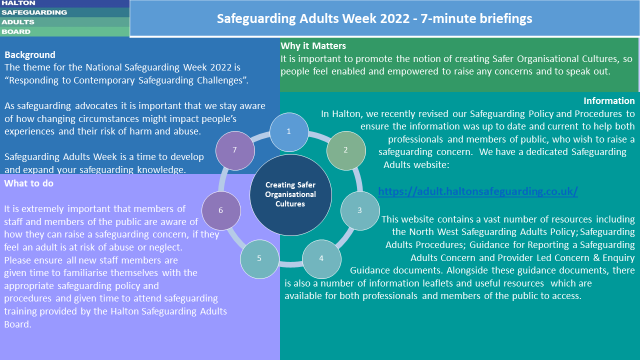 HALTON
SAFEGUARDING
ADULTS
BOARD
Safeguarding Adults Week 2022 - 7-minute briefings
Background
The theme for the National Safeguarding Week 2022 is
“Responding to Contemporary Safeguarding Challenges”.
As safeguarding advocates it is important that we stay aware
of how changing circumstances might impact people’s
experiences and their risk of harm and abuse.
Safeguarding Adults Week is a time to develop
and expand your safeguarding knowledge.
Why it Matters
It is important to promote the notion of creating Safer Organisational Cultures, so
people feel enabled and empowered to raise any concerns and to speak out.
Information
In Halton, we recently revised our Safeguarding Policy and Procedures to
ensure the information was up to date and current to help both
professionals and members of public, who wish to raise a
safeguarding concern. We have a dedicated Safeguarding
Adults website:
https://adult.haltonsafeguarding.co.uk/
This website contains a vast number of resources including
the North West Safeguarding Adults Policy; Safeguarding
Adults Procedures; Guidance for Reporting a Safeguarding
Adults Concern and Provider Led Concern & Enquiry
Guidance documents. Alongside these guidance documents, there
is also a number of information leaflets and useful resources which are
available for both professionals and members of the public to access.
What to do
It is extremely important that members of
staff and members of the public are aware of
how they can raise a safeguarding concern, if they
feel an adult is at risk of abuse or neglect.
Please ensure all new staff members are
given time to familiarise themselves with the
appropriate safeguarding policy and
procedures and given time to attend safeguarding
training provided by the Halton Safeguarding Adults
Board.
Creating Safer
Organisational
Cultures
1
2
3
4
5
6
7